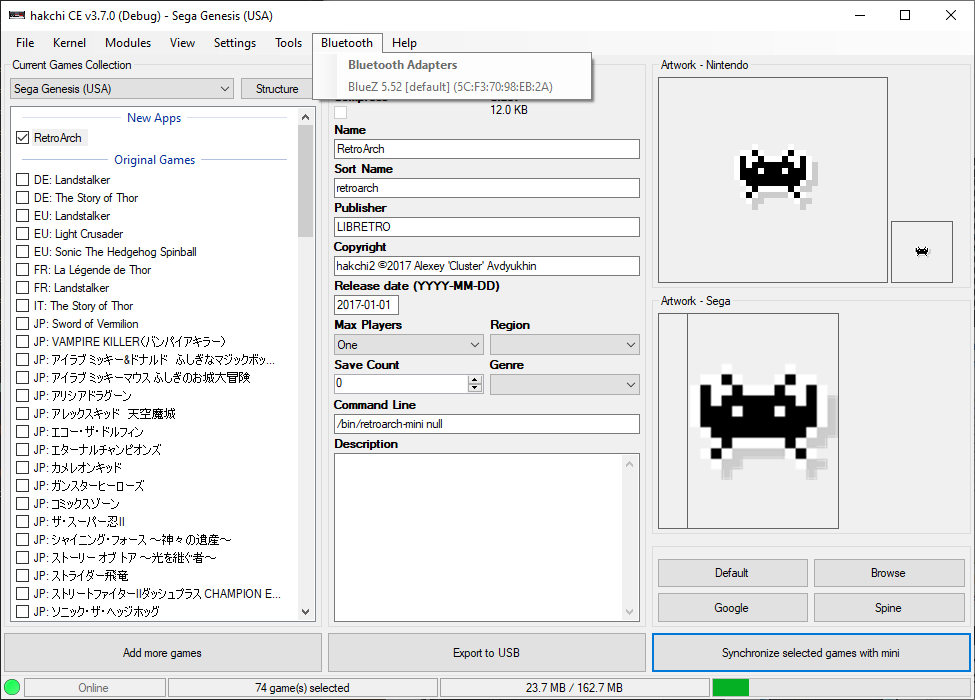 hakchi CE v3.7.0 (Debug) - Sega Genesis (USA)
File Kernel Modules View Settings Tools Bluetooth Help
Bluetooth Adapters
BlueZ 5.52 [default] (5C:F3:70:98:EB:2A)
Current Games Collection
Sega Genesis (USA)
Structure
New Apps
RetroArch
Original Games
DE: Landstalker
DE: The Story of Thor
EU: Landstalker
EU: Light Crusader
EU: Sonic The Hedgehog Spinball
FR: La Légende de Thor
FR: Landstalker
IT: The Story of Thor
JP: Sword of Vermilion
JP: VAMPIRE KILLER(バンパイアキラー)
JP: アイラブ ミッキー&ドナルド ふしぎなマジックボッ...
JP: アイラブ ミッキーマウス ふしぎのお城大冒険
JP: アリシアドラグーン
JP: アレックスキッド 天空魔城
JP: エコー・ザ・ドルフィン
JP: エターナルチャンピオンズ
JP: カメレオンキッド
JP: ガンスターヒーローズ
JP: コミックスゾーン
JP: ザ・スーパー忍II
JP: シャイニング・フォース ～神々の遺産～
JP: ストーリー オブ トア ～光を継ぐ者～
JP: ストライダー飛竜
JP: ストリートファイターIIダッシュプラス CHAMPION E...
JP: ソニック・ザ・ヘッジホッグ
12.0 KB
Name
RetroArch
Sort Name
retroarch
Publisher
LIBRETRO
Copyright
hakchi2 ©2017 Alexey 'Cluster' Avdyukhin
Release date (YYYY-MM-DD)
2017-01-01
Max Players Region
One
Save Count Genre
0
Command Line
/bin/retroarch-mini null
Description
Artwork - Nintendo
Artwork - Sega
Default Browse
Google Spine
Add more games Export to USB Synchronize selected games with mini
Online 74 game(s) selected 23.7 MB / 162.7 MB